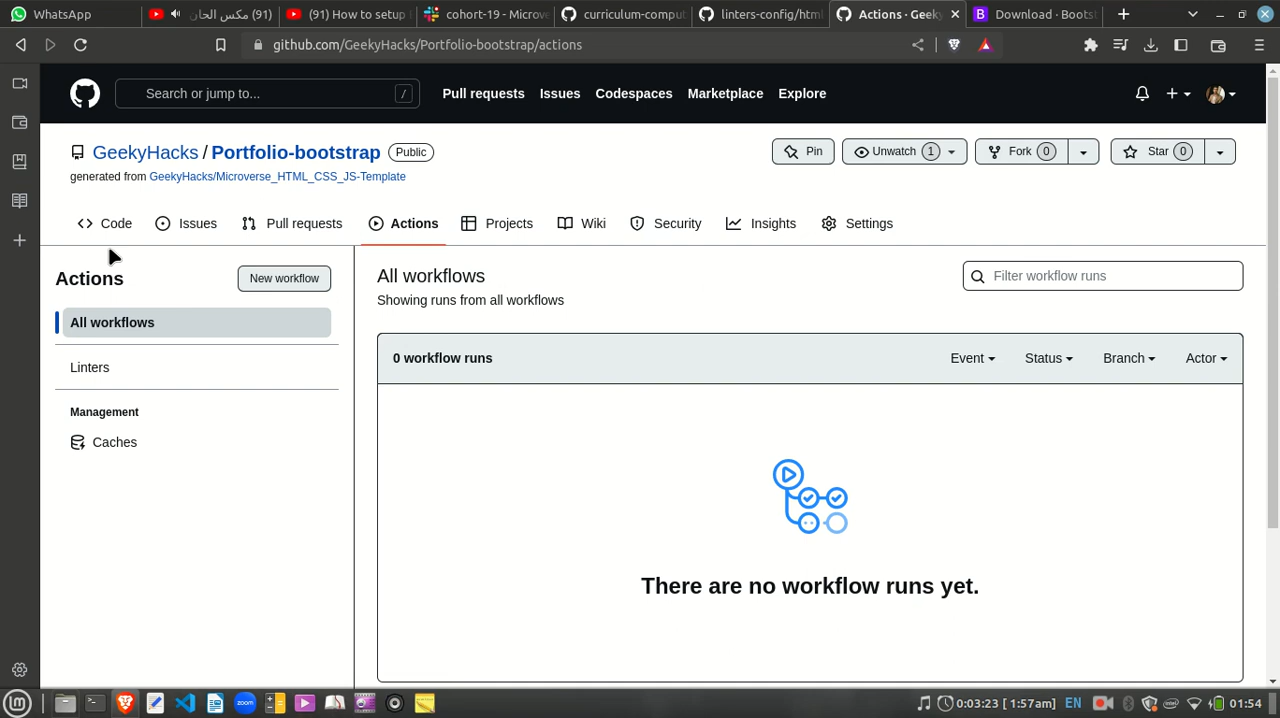 WhatsApp
(91) مكس الحان
(91) How to setup
cohort-19 - Microve
curriculum-comput
linters-config/html
Actions · Geeky
Download · Boots
github.com/GeekyHacks/Portfolio-bootstrap/actions
Search or jump to...
/
Pull requests
Issues
Codespaces
Marketplace
Explore
GeekyHacks / Portfolio-bootstrap
Public
Pin
Unwatch 1
Fork 0
Star 0
generated from GeekyHacks/Microverse_HTML_CSS_JS-Template
Code
Issues
Pull requests
Actions
Projects
Wiki
Security
Insights
Settings
Actions
New workflow
All workflows
Linters
Management
Caches
All workflows
Showing runs from all workflows
Filter workflow runs
0 workflow runs
Event
Status
Branch
Actor
There are no workflow runs yet.
zoom
0:03:23 [ 1:57am]
EN
01:54